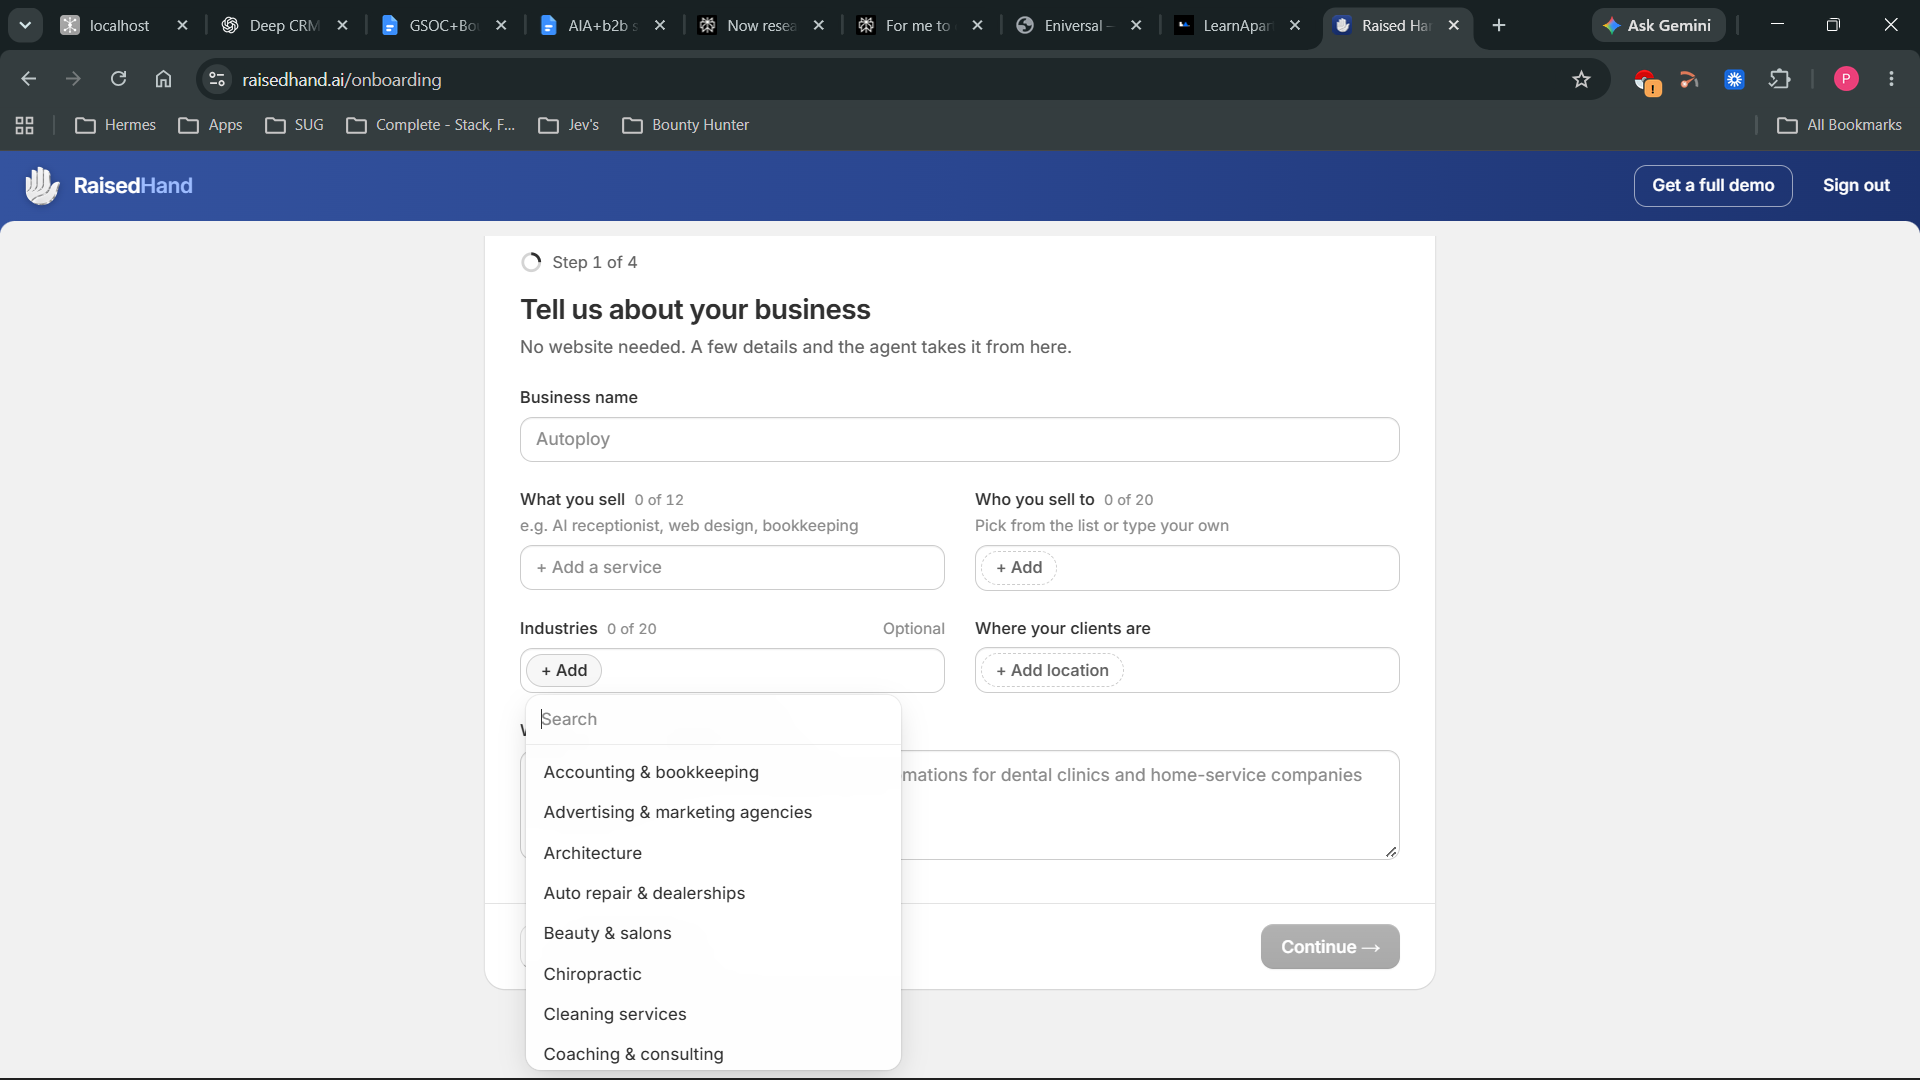 localhost
Deep CRM
GSOC+Bou
AIA+b2b s
Now resea
For me to
Eniversal –
LearnApar
Raised Har
Ask Gemini
raisedhand.ai/onboarding
P
Hermes
Apps
SUG
Complete - Stack, F...
Jev's
Bounty Hunter
All Bookmarks
RaisedHand
Get a full demo
Sign out
Step 1 of 4
Tell us about your business
No website needed. A few details and the agent takes it from here.
Business name
Autoploy
What you sell 0 of 12
e.g. AI receptionist, web design, bookkeeping
+ Add a service
Who you sell to 0 of 20
Pick from the list or type your own
+ Add
Industries 0 of 20
Optional
+ Add
Where your clients are
+ Add location
Search
Accounting & bookkeeping
Advertising & marketing agencies
Architecture
Auto repair & dealerships
Beauty & salons
Chiropractic
Cleaning services
Coaching & consulting
mations for dental clinics and home-service companies
Continue →